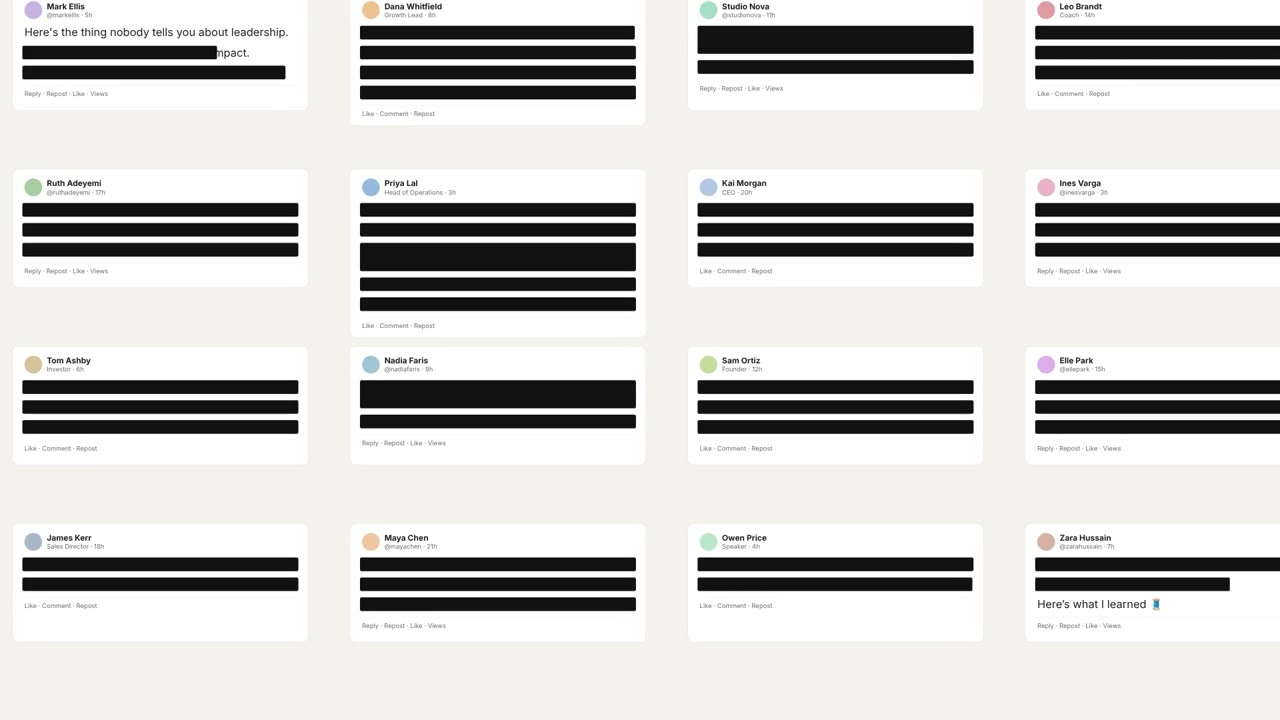 Mark Ellis
@markellis · 5h
Here's the thing nobody tells you about leadership.
Reply · Repost · Like · Views
Dana Whitfield
Growth Lead · 8h
Like · Comment · Repost
Studio Nova
@studionova · 11h
Reply · Repost · Like · Views
Leo Brandt
Coach · 14h
Like · Comment · Repost
Ruth Adeyemi
@ruthadeyemi · 17h
Reply · Repost · Like · Views
Priya Lal
Head of Operations · 3h
Like · Comment · Repost
Kai Morgan
CEO · 20h
Like · Comment · Repost
Ines Varga
@inesvarga · 3h
Reply · Repost · Like · Views
Tom Ashby
Investor · 6h
Like · Comment · Repost
Nadia Faris
@nadiafaris · 9h
Reply · Repost · Like · Views
Sam Ortiz
Founder · 12h
Like · Comment · Repost
Elle Park
@ellepark · 15h
Reply · Repost · Like · Views
James Kerr
Sales Director · 18h
Like · Comment · Repost
Maya Chen
@mayachen · 21h
Reply · Repost · Like · Views
Owen Price
Speaker · 4h
Like · Comment · Repost
Zara Hussain
@zarahussain · 7h
Here's what I learned 🧵
Reply · Repost · Like · Views